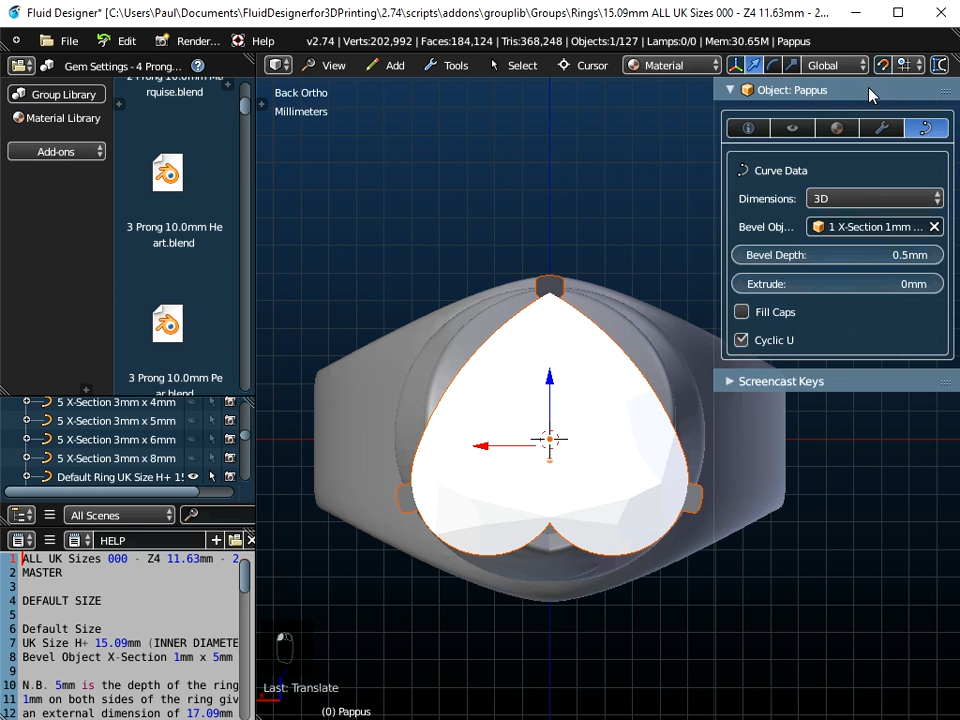 Fluid Designer* [C:\Users\Paul\Documents\FluidDesignerfor3DPrinting\2.74\scripts\addons\grouplib\Groups\Rings\15.09mm ALL UK Sizes 000 - Z4 11.63mm - 2...
File Edit Render... Help v2.74 | Verts:202,992 | Faces:184,124 | Tris:368,248 | Objects:1/127 | Lamps:0/0 | Mem:30.65M | Pappus
Gem Settings - 4 Prong...
View Add Tools Select Cursor Material Global
Group Library
Material Library
Add-ons
rquise.blend
3 Prong 10.0mm He
art.blend
3 Prong 10.0mm Pe
ar.blend
5 X-Section 3mm x 4mm
5 X-Section 3mm x 5mm
5 X-Section 3mm x 6mm
5 X-Section 3mm x 8mm
Default Ring UK Size H+ 1!
All Scenes
HELP
1 ALL UK Sizes 000 - Z4 11.63mm - 2
2 MASTER
3
4 DEFAULT SIZE
5
6 Default Size
7 UK Size H+ 15.09mm (INNER DIAMETE
8 Bevel Object X-Section 1mm x 5mm
9
10 N.B. 5mm is the depth of the ring
11 1mm on both sides of the ring giv
12 an external dimension of 17.09mm
Back Ortho
Millimeters
Last: Translate
(0) Pappus
Object: Pappus
Curve Data
Dimensions: 3D
Bevel Obj... 1 X-Section 1mm ...
Bevel Depth: 0.5mm
Extrude: 0mm
Fill Caps
Cyclic U
Screencast Keys